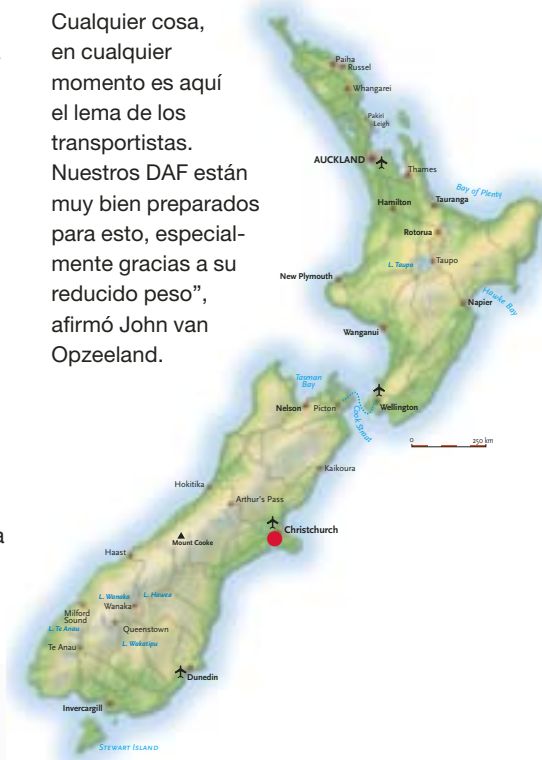 Cualquier cosa,
en cualquier
momento es aquí
el lema de los
transportistas.
Nuestros DAF están
muy bien preparados
para esto, especial-
mente gracias a su
reducido peso”,
afirmó John van
Opzeeland.
a
Paiha
Russel
Whangarei
Pakiri
Leigh
AUCKLAND
Thames
Bay of Plenty
Hamilton
Tauranga
Rotorua
L. Taupo
Taupo
New Plymouth
Hawke Bay
Napier
Wanganui
Tasman
Bay
Nelson
Picton
Cook Strait
Wellington
0 250 km
Kaikoura
Hokitika
Arthur's Pass
Christchurch
Mount Cooke
Haast
L. Wanaka
L. Hawea
Wanaka
Milford
Sound
L. Te Anau
Queenstown
Te Anau
L. Wakatipu
Dunedin
Invercargill
STEWART ISLAND